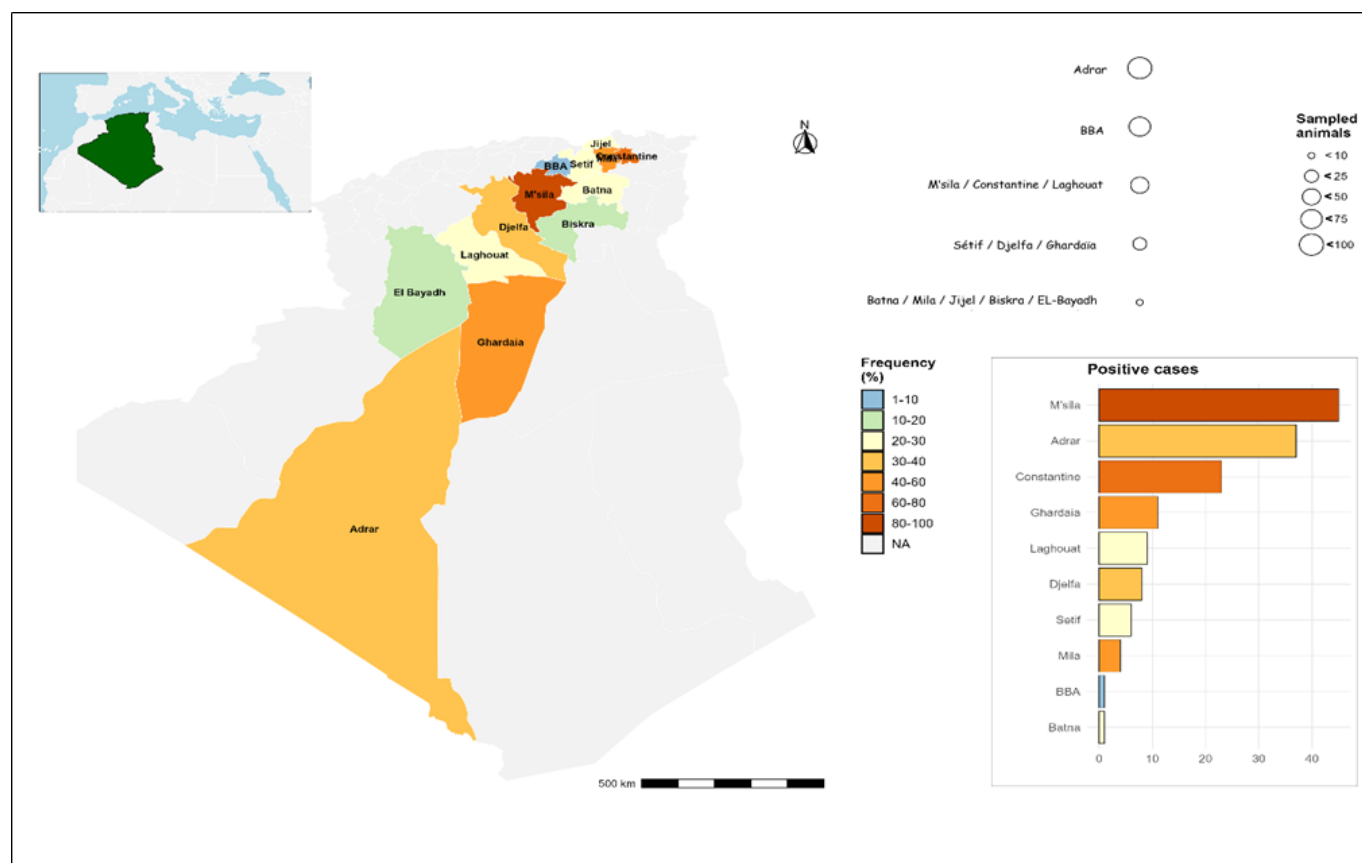 N
Jijel
Constantine
BBA
Setif
M'sila
Batna
Djelfa
Biskra
Laghouat
El Bayadh
Ghardaia
Adrar
500 km
Adrar
BBA
M'sila / Constantine / Laghouat
Sétif / Djelfa / Ghardaïa
Batna / Mila / Jijel / Biskra / EL-Bayadh
Sampled
animals
< 10
< 25
< 50
< 75
< 100
Frequency
(%)
1-10
10-20
20-30
30-40
40-60
60-80
80-100
NA
Positive cases
M'sila
Adrar
Constantine
Ghardaia
Laghouat
Djelfa
Setif
Mila
BBA
Batna
0 10 20 30 40